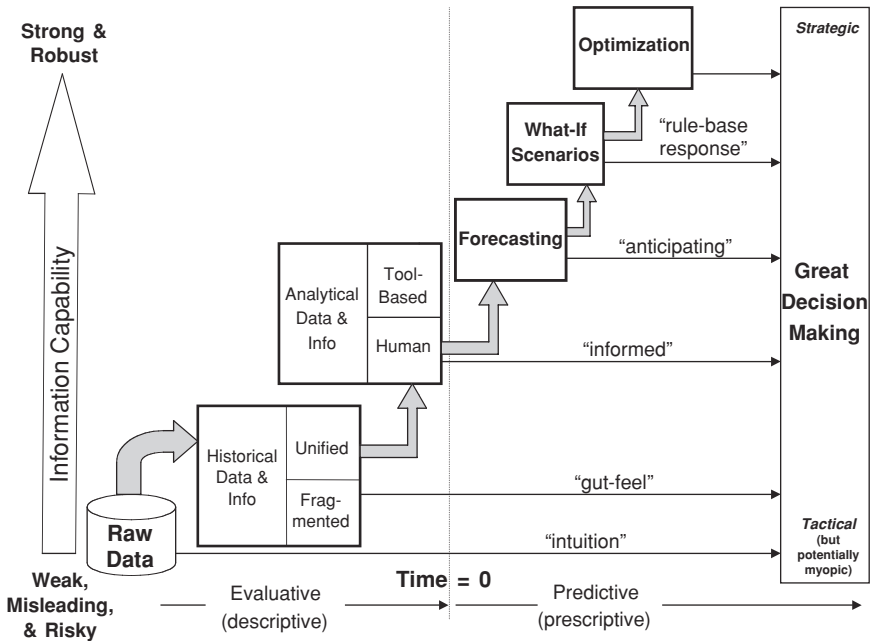 Strong &
Robust
Information Capability
Weak,
Misleading,
& Risky
Raw
Data
Historical
Data &
Info
Unified
Frag-
mented
Analytical
Data &
Info
Tool-
Based
Human
Forecasting
What-If
Scenarios
Optimization
“rule-base
response”
“anticipating”
“informed”
“gut-feel”
“intuition”
Strategic
Great
Decision
Making
Tactical
(but
potentially
myopic)
Time = 0
Evaluative
(descriptive)
Predictive
(prescriptive)